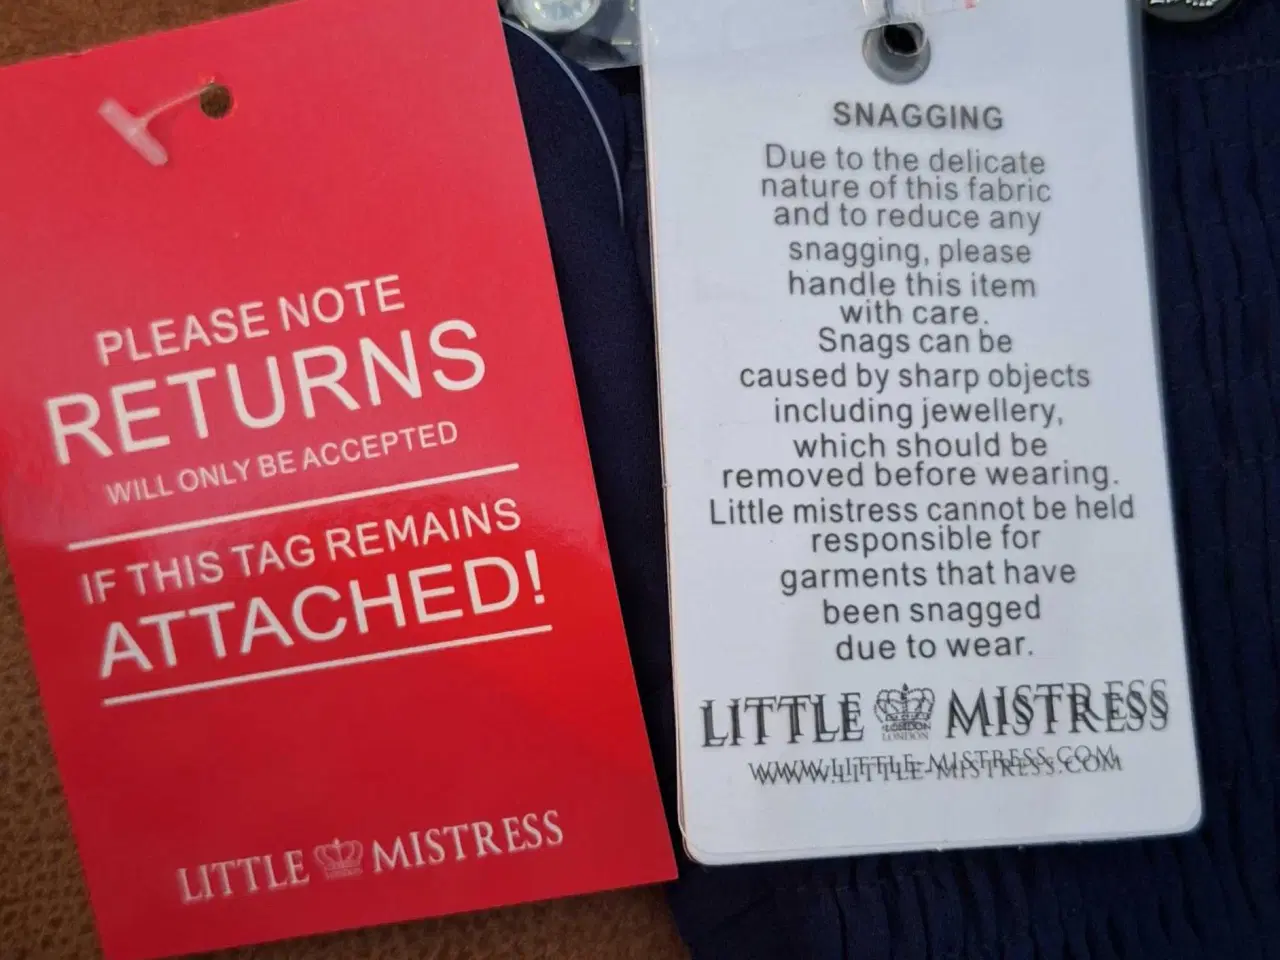 PLEASE NOTE
RETURNS
WILL ONLY BE ACCEPTED
IF THIS TAG REMAINS
ATTACHED!
LITTLE MISTRESS
SNAGGING
Due to the delicate
nature of this fabric
and to reduce any
snagging, please
handle this item
with care.
Snags can be
caused by sharp objects
including jewellery,
which should be
removed before wearing.
Little mistress cannot be held
responsible for
garments that have
been snagged
due to wear.
LITTLE MISTRESS
LONDON
WWW.LITTLE-MISTRESS.COM